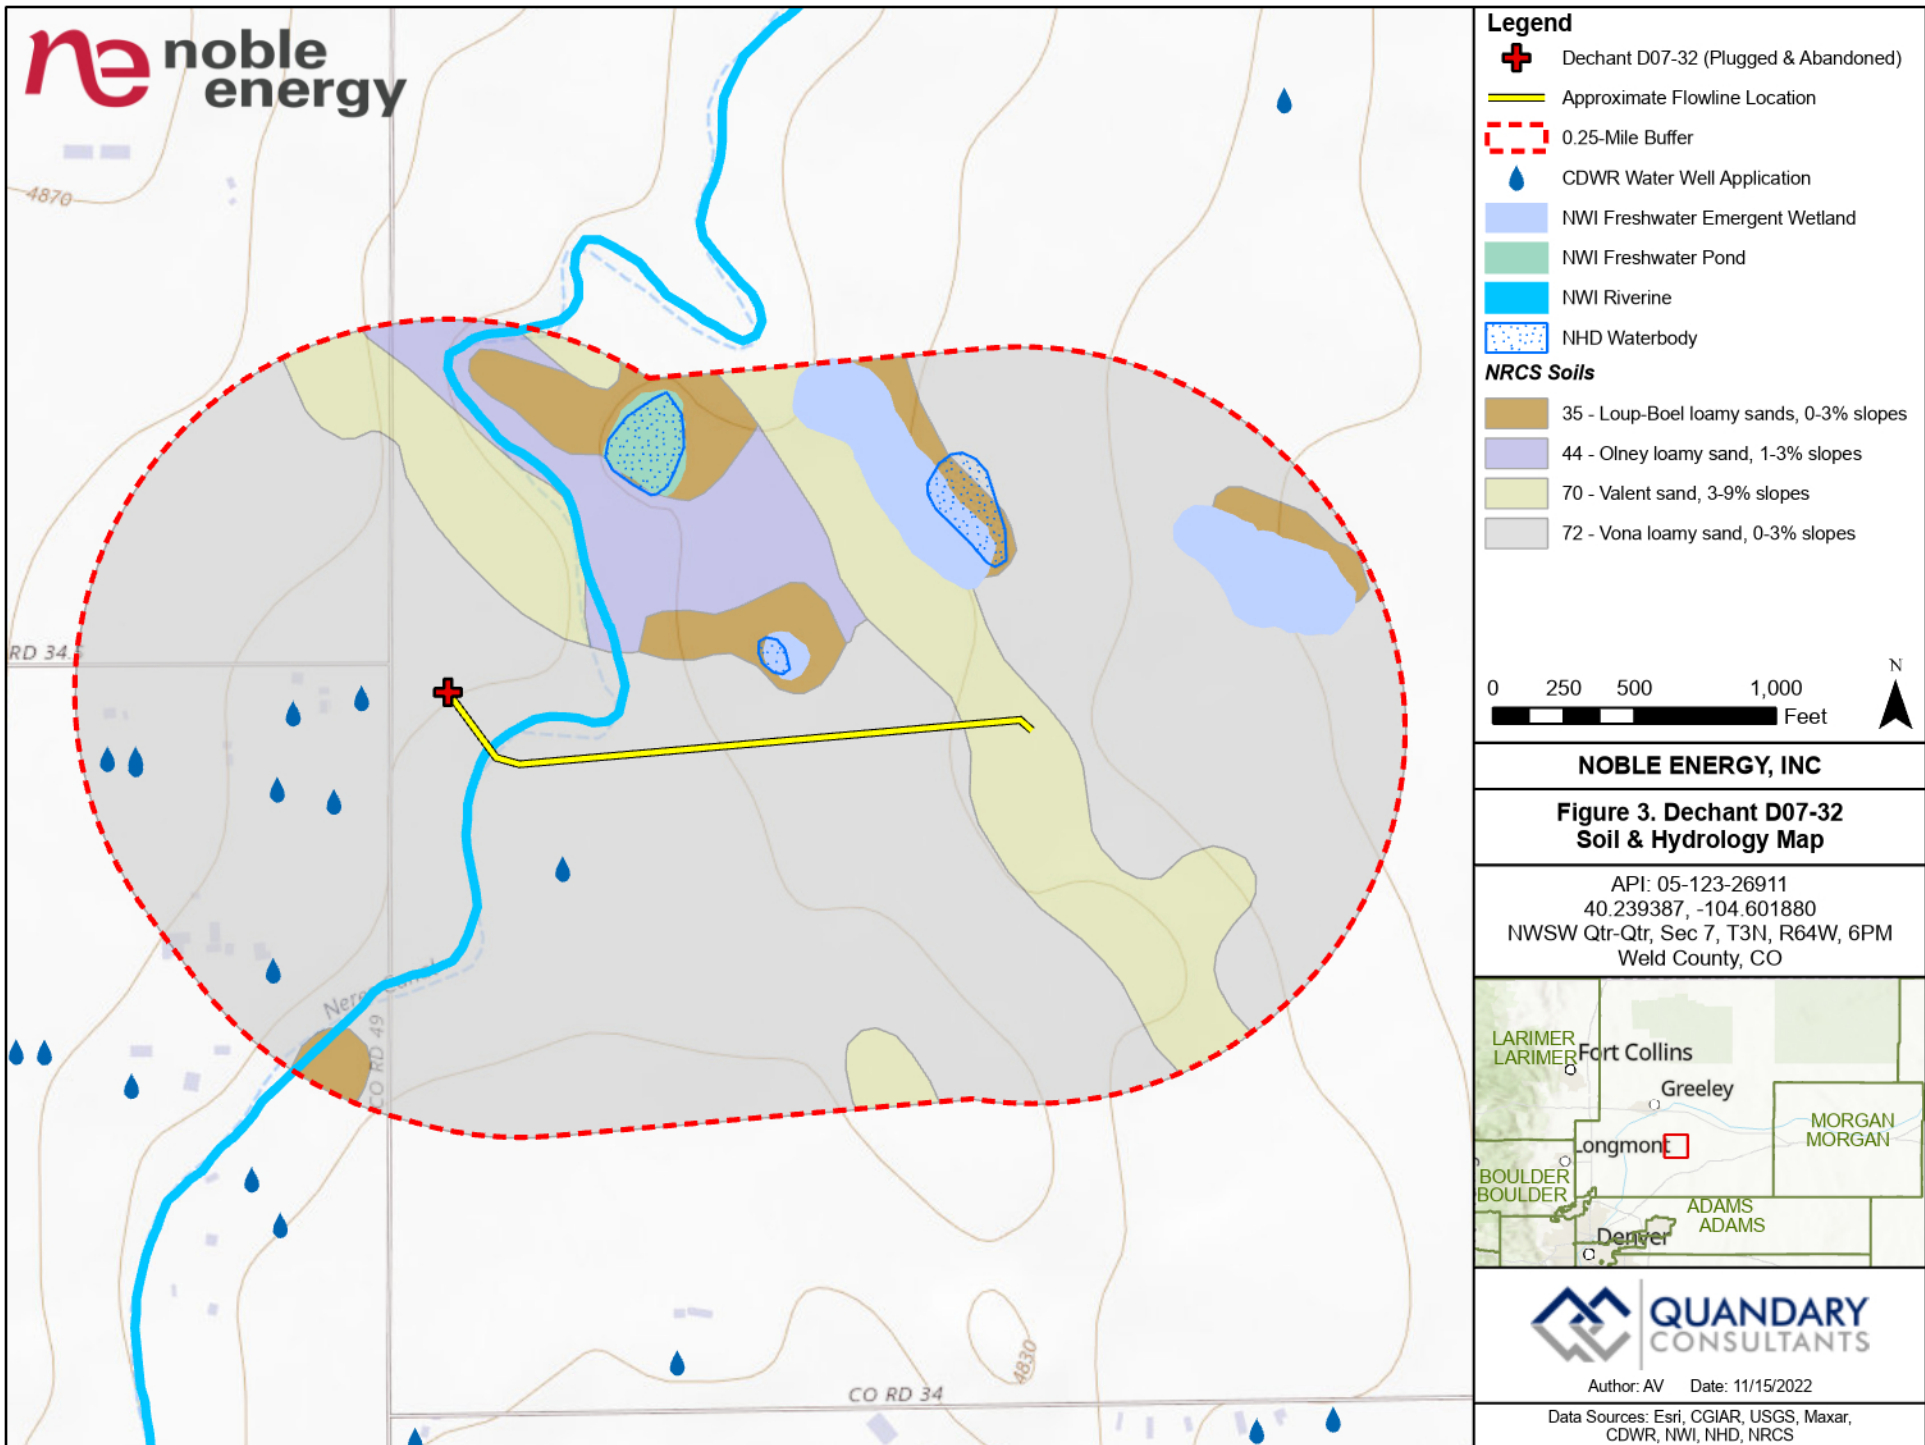 noble
energy
4870
RD 34.5
Neres Canal
CO RD 49
CO RD 34
4830
Legend
Dechant D07-32 (Plugged & Abandoned)
Approximate Flowline Location
0.25-Mile Buffer
CDWR Water Well Application
NWI Freshwater Emergent Wetland
NWI Freshwater Pond
NWI Riverine
NHD Waterbody
NRCS Soils
35 - Loup-Boel loamy sands, 0-3% slopes
44 - Olney loamy sand, 1-3% slopes
70 - Valent sand, 3-9% slopes
72 - Vona loamy sand, 0-3% slopes
N
0 250 500 1,000
Feet
NOBLE ENERGY, INC
Figure 3. Dechant D07-32
Soil & Hydrology Map
API: 05-123-26911
40.239387, -104.601880
NWSW Qtr-Qtr, Sec 7, T3N, R64W, 6PM
Weld County, CO
LARIMER
LARIMER
Fort Collins
Greeley
MORGAN
MORGAN
Longmont
BOULDER
BOULDER
ADAMS
ADAMS
Denver
QUANDARY
CONSULTANTS
Author: AV Date: 11/15/2022
Data Sources: Esri, CGIAR, USGS, Maxar,
CDWR, NWI, NHD, NRCS